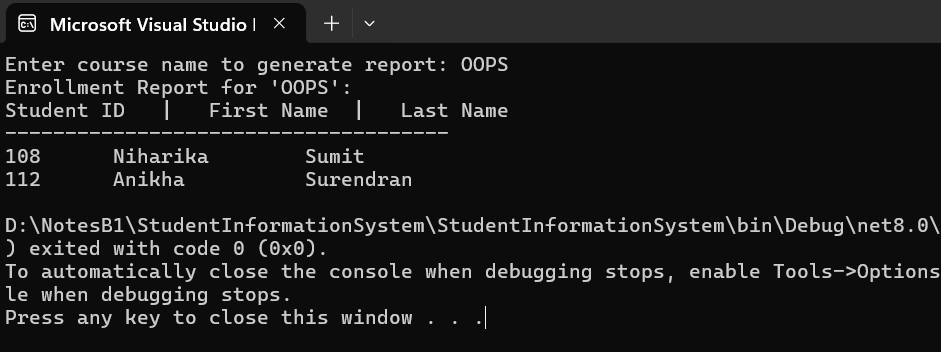 Microsoft Visual Studio
Enter course name to generate report: OOPS
Enrollment Report for 'OOPS':
Student ID   |   First Name  |   Last Name
-------------------------------------
108      Niharika        Sumit
112      Anikha          Surendran
D:\NotesB1\StudentInformationSystem\StudentInformationSystem\bin\Debug\net8.0\
) exited with code 0 (0x0).
To automatically close the console when debugging stops, enable Tools->Options
le when debugging stops.
Press any key to close this window . . .